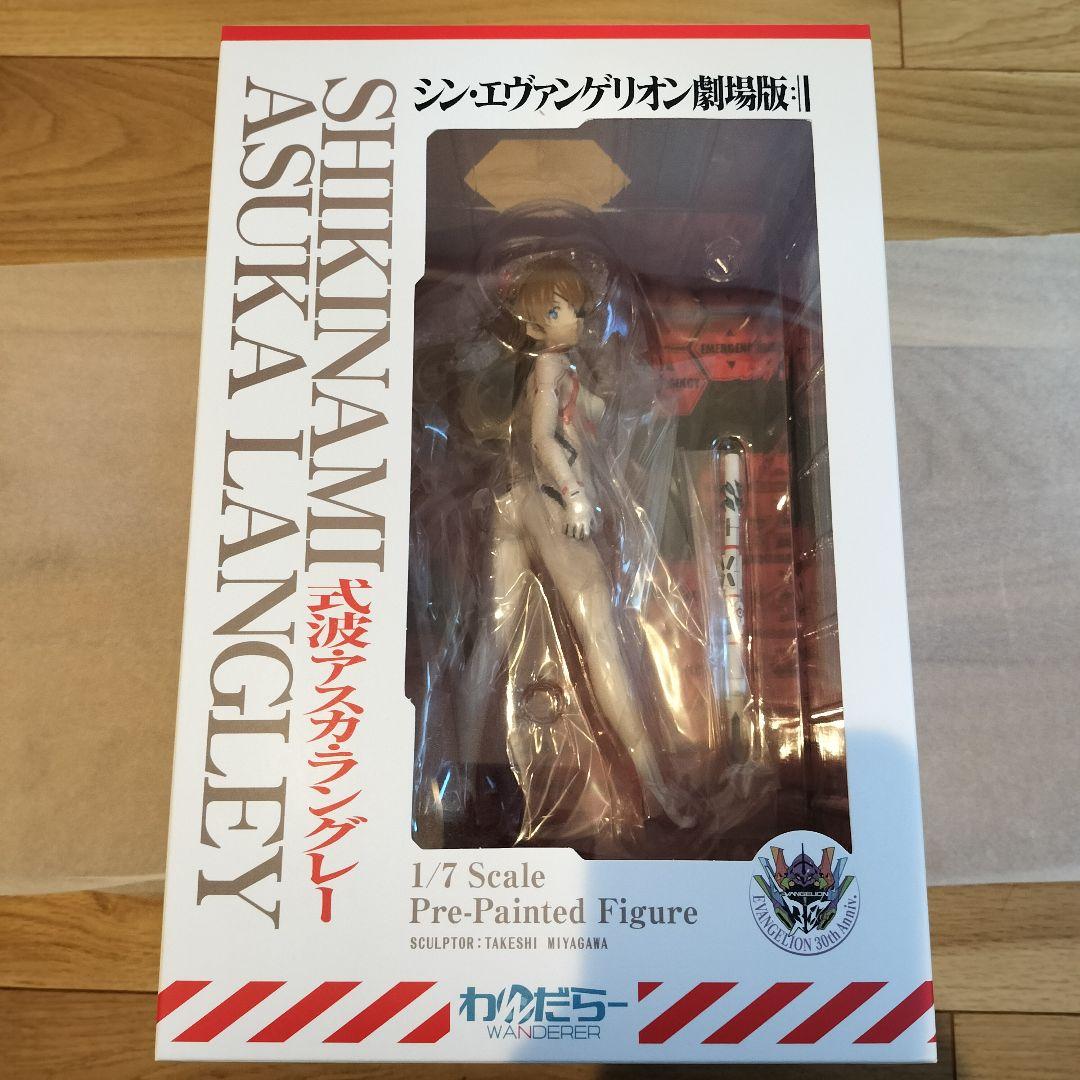 シン・エヴァンゲリオン劇場版:||
SHIKINAMI
ASUKA LANGLEY
式波・アスカ・ラングレー
EMERGENCY
1/7 Scale
Pre-Painted Figure
SCULPTOR:TAKESHI MIYAGAWA
EVANGELION
EVANGELION 30th Anniv.
わんだらー
WANDERER